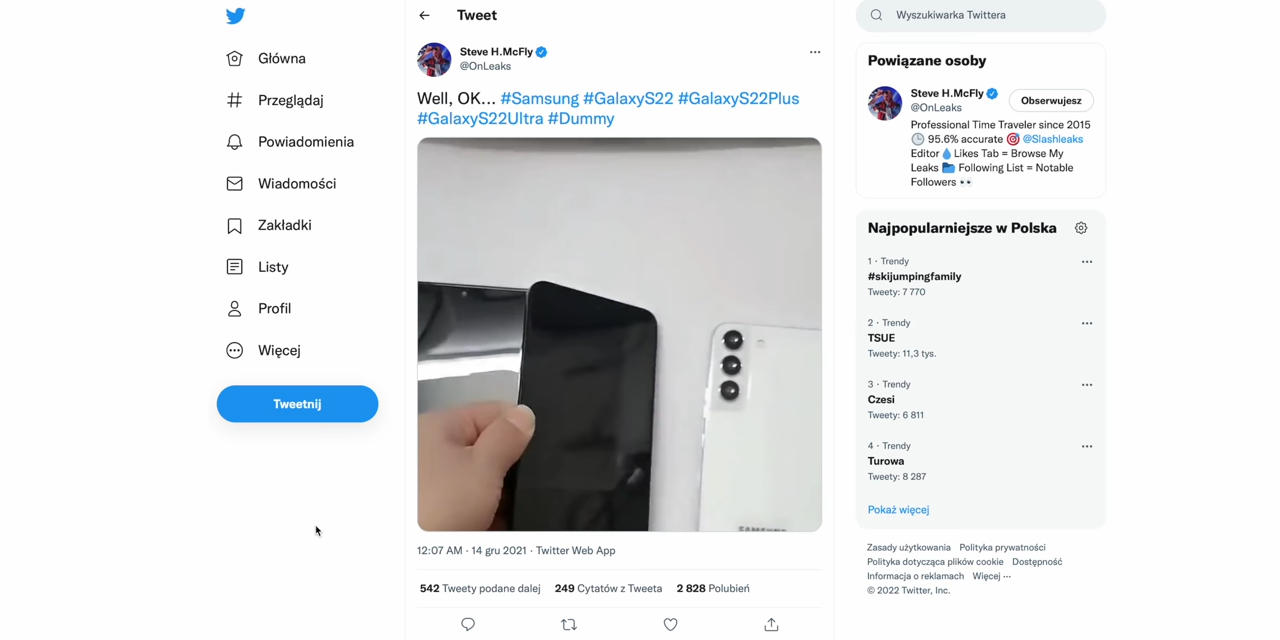 Główna
Przeglądaj
Powiadomienia
Wiadomości
Zakładki
Listy
Profil
Więcej
Tweetnij
Tweet
Steve H.McFly
@OnLeaks
Well, OK... #Samsung #GalaxyS22 #GalaxyS22Plus
#GalaxyS22Ultra #Dummy
SAMSUNG
12:07 AM · 14 gru 2021 · Twitter Web App
542 Tweety podane dalej 249 Cytatów z Tweeta 2 828 Polubień
Wyszukiwarka Twittera
Powiązane osoby
Steve H.McFly
@OnLeaks
Obserwujesz
Professional Time Traveler since 2015
🕒 95.6% accurate 🎯 @Slashleaks
Editor 💧 Likes Tab = Browse My
Leaks 📂 Following List = Notable
Followers 👀
Najpopularniejsze w Polska
1 · Trendy
#skijumpingfamily
Tweety: 7 770
2 · Trendy
TSUE
Tweety: 11,3 tys.
3 · Trendy
Czesi
Tweety: 6 811
4 · Trendy
Turowa
Tweety: 8 287
Pokaż więcej
Zasady użytkowania Polityka prywatności
Polityka dotycząca plików cookie Dostępność
Informacja o reklamach Więcej ···
© 2022 Twitter, Inc.